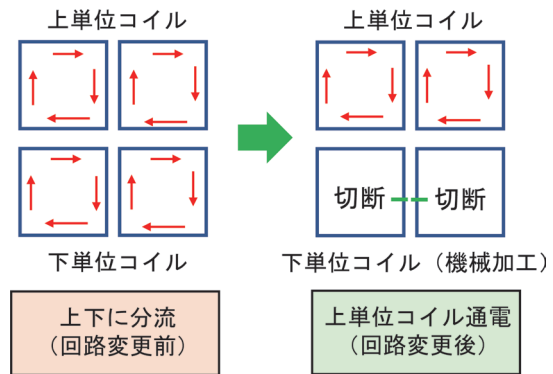 上単位コイル
上単位コイル
切断
切断
下単位コイル
下単位コイル（機械加工）
上下に分流
（回路変更前）
上単位コイル通電
（回路変更後）